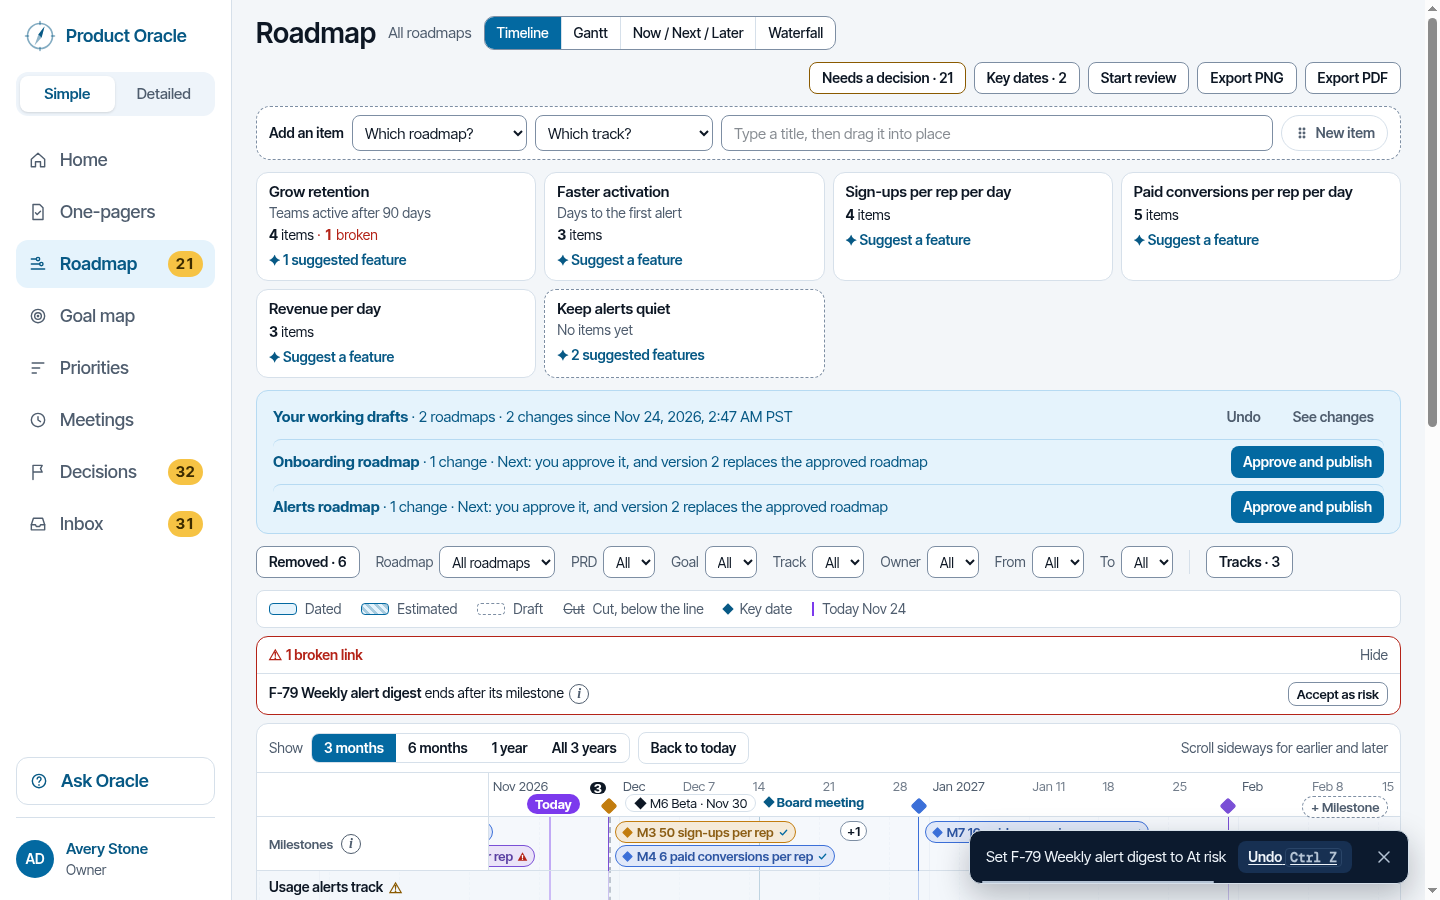 Product Oracle
Simple
Detailed
Home
One-pagers
Roadmap 21
Goal map
Priorities
Meetings
Decisions 32
Inbox 31
Ask Oracle
AD
Avery Stone
Owner
Roadmap
All roadmaps
Timeline
Gantt
Now / Next / Later
Waterfall
Needs a decision · 21
Key dates · 2
Start review
Export PNG
Export PDF
Add an item
Which roadmap?
Which track?
Type a title, then drag it into place
New item
Grow retention
Teams active after 90 days
4 items · 1 broken
1 suggested feature
Faster activation
Days to the first alert
3 items
Suggest a feature
Sign-ups per rep per day
4 items
Suggest a feature
Paid conversions per rep per day
5 items
Suggest a feature
Revenue per day
3 items
Suggest a feature
Keep alerts quiet
No items yet
2 suggested features
Your working drafts · 2 roadmaps · 2 changes since Nov 24, 2026, 2:47 AM PST
Undo
See changes
Onboarding roadmap · 1 change · Next: you approve it, and version 2 replaces the approved roadmap
Approve and publish
Alerts roadmap · 1 change · Next: you approve it, and version 2 replaces the approved roadmap
Approve and publish
Removed · 6
Roadmap All roadmaps
PRD All
Goal All
Track All
Owner All
From All
To All
Tracks · 3
Dated
Estimated
Draft
Cut Cut, below the line
Key date
Today Nov 24
1 broken link
Hide
F-79 Weekly alert digest ends after its milestone i
Accept as risk
Show
3 months
6 months
1 year
All 3 years
Back to today
Scroll sideways for earlier and later
Nov 2026 3 Dec Dec 7 14 21 28 Jan 2027 Jan 11 18 25 Feb Feb 8 15
Today
M6 Beta · Nov 30
Board meeting
+ Milestone
Milestones i
M3 50 sign-ups per rep
+1
M7
rep
M4 6 paid conversions per rep
Usage alerts track
Set F-79 Weekly alert digest to At risk
Undo Ctrl Z